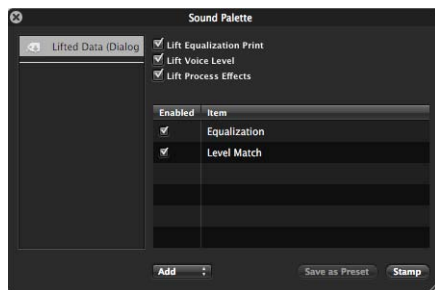 Sound Palette
Lifted Data (Dialog
Lift Equalization Print
Lift Voice Level
Lift Process Effects
Enabled Item
Equalization
Level Match
Add Save as Preset Stamp